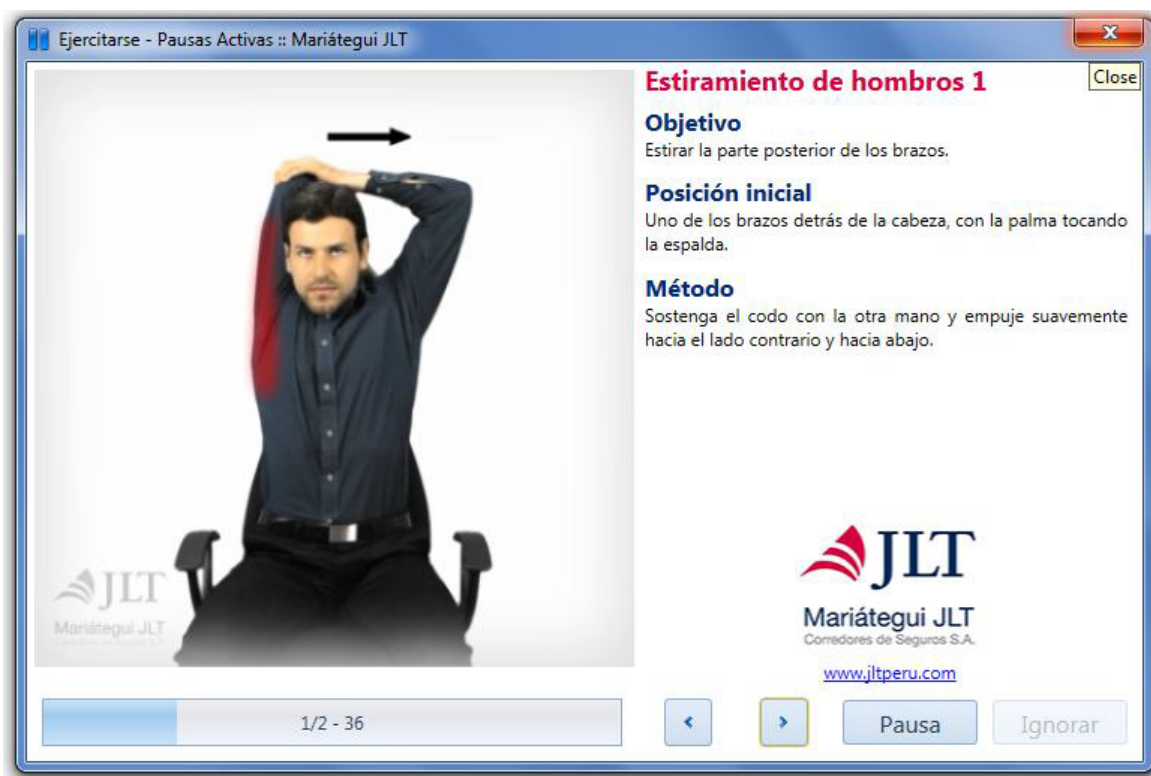 Ejercitarse - Pausas Activas :: Mariátegui JLT
x
Close
Estiramiento de hombros 1
Objetivo
Estirar la parte posterior de los brazos.
Posición inicial
Uno de los brazos detrás de la cabeza, con la palma tocando
la espalda.
Método
Sostenga el codo con la otra mano y empuje suavemente
hacia el lado contrario y hacia abajo.
JLT
Mariátegui JLT
Corredores de Seguros S.A.
JLT
Mariátegui JLT
Corredores de Seguros S.A.
www.jltperu.com
1/2 - 36
<
>
Pausa
Ignorar